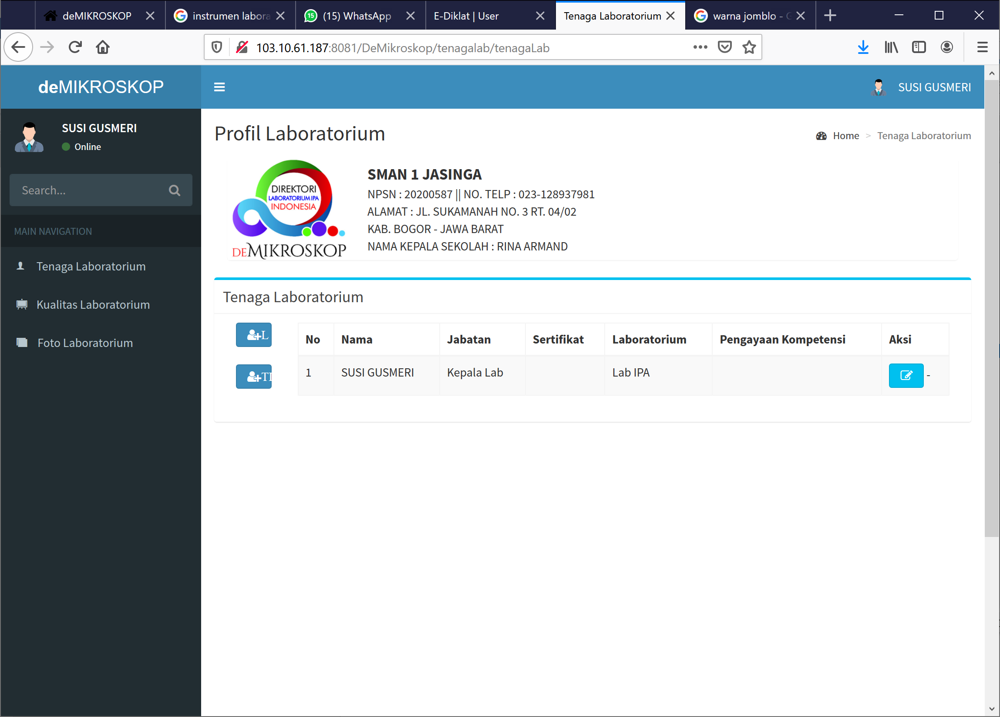 deMIKROSKOP
instrumen labora
15 (15) WhatsApp
E-Diklat | User
Tenaga Laboratorium
warna jomblo - G
103.10.61.187:8081/DeMikroskop/tenagalab/tenagaLab
deMIKROSKOP
SUSI GUSMERI
SUSI GUSMERI
Online
Search...
MAIN NAVIGATION
Tenaga Laboratorium
Kualitas Laboratorium
Foto Laboratorium
Profil Laboratorium
Home > Tenaga Laboratorium
DIREKTORI
LABORATORIUM IPA
INDONESIA
DEMIKROSKOP
SMAN 1 JASINGA
NPSN : 20200587 || NO. TELP : 023-128937981
ALAMAT : JL. SUKAMANAH NO. 3 RT. 04/02
KAB. BOGOR - JAWA BARAT
NAMA KEPALA SEKOLAH : RINA ARMAND
Tenaga Laboratorium
L
No Nama Jabatan Sertifikat Laboratorium Pengayaan Kompetensi Aksi
1 SUSI GUSMERI Kepala Lab Lab IPA -